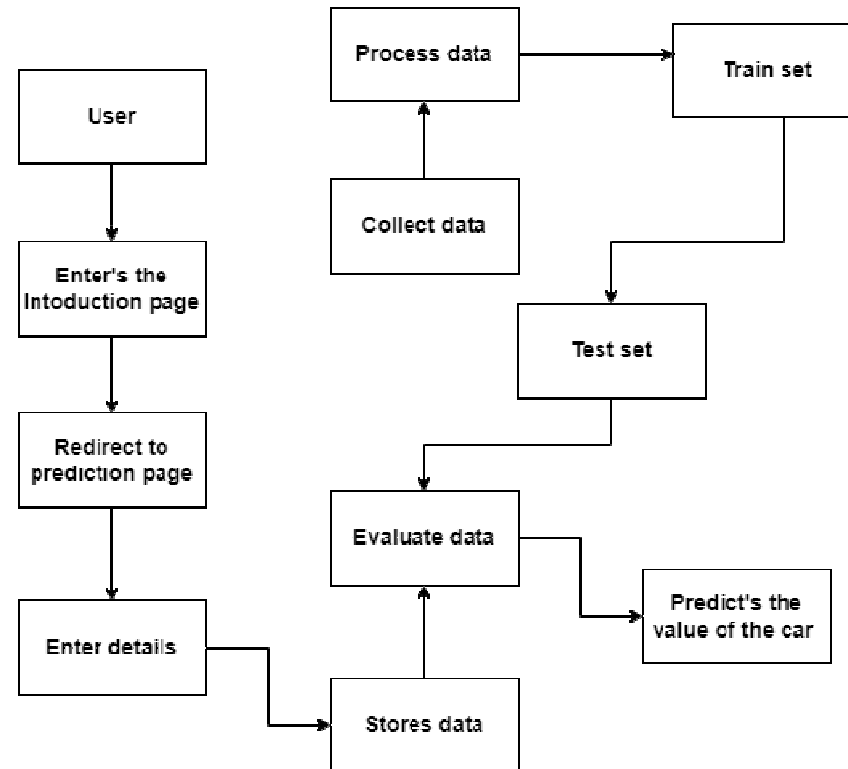 Process data
Train set
User
Collect data
Enter's the
Intoduction page
Test set
Redirect to
prediction page
Evaluate data
Predict's the
value of the car
Enter details
Stores data